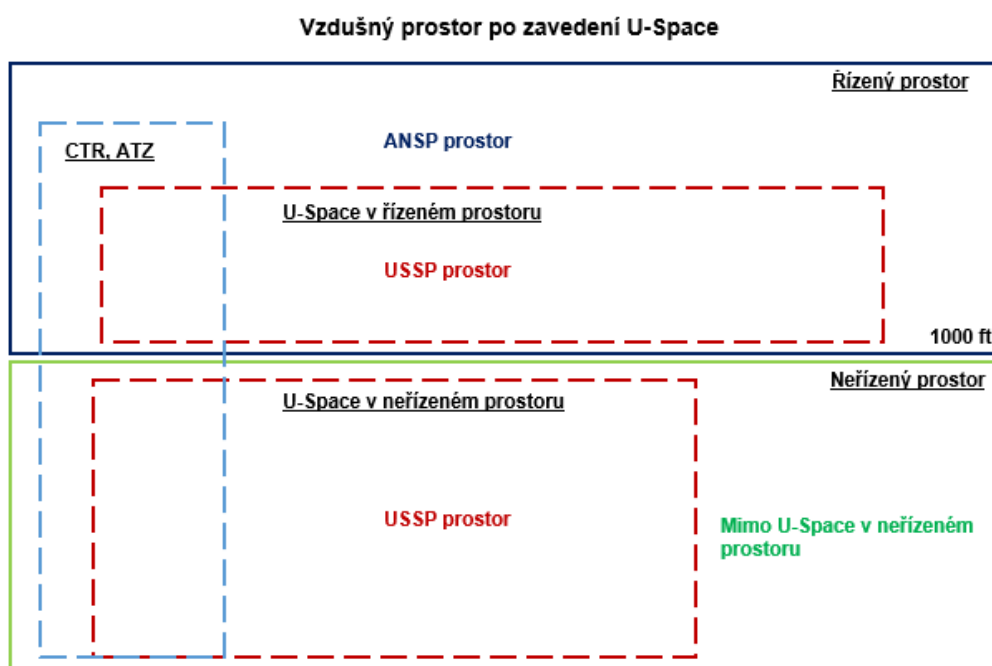 Vzdušný prostor po zavedení U-Space
Řízený prostor
ANSP prostor
CTR, ATZ
U-Space v řízeném prostoru
USSP prostor
1000 ft
Neřízený prostor
U-Space v neřízeném prostoru
USSP prostor
Mimo U-Space v neřízeném
prostoru